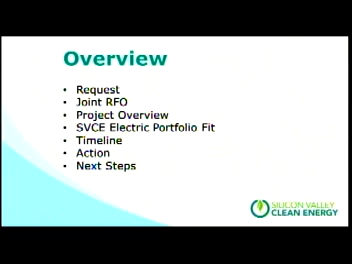 Overview
• Request
• Joint RFO
• Project Overview
• SVCE Electric Portfolio Fit
• Timeline
• Action
• Next Steps
SILICON VALLEY
CLEAN ENERGY